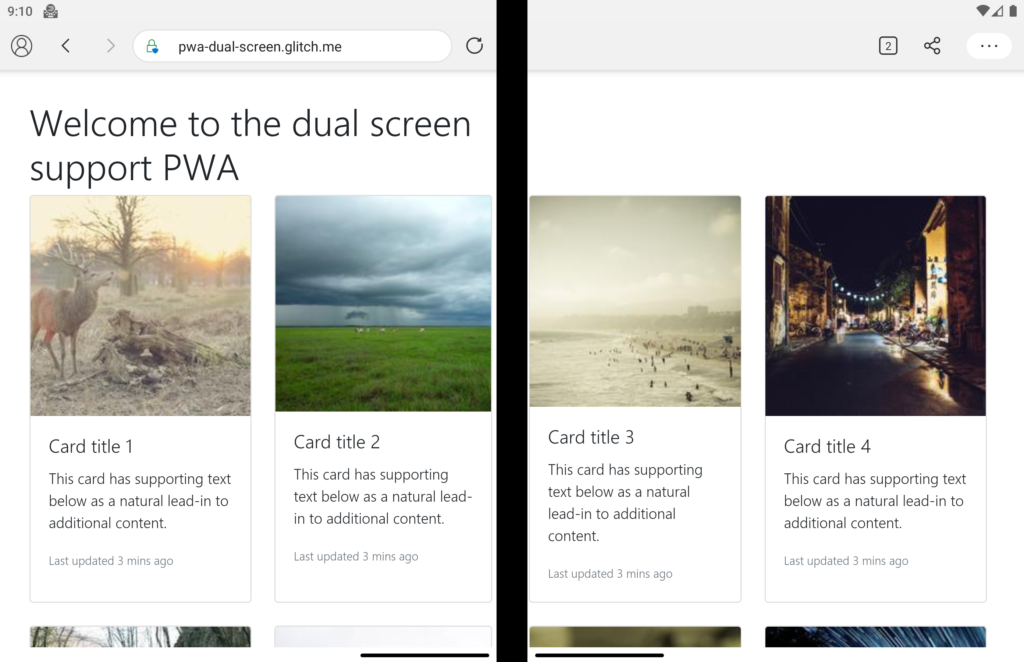 9:10
pwa-dual-screen.glitch.me
2
Welcome to the dual screen
support PWA
Card title 1
This card has supporting text
below as a natural lead-in to
additional content.
Last updated 3 mins ago
Card title 2
This card has supporting
text below as a natural lead-
in to additional content.
Last updated 3 mins ago
Card title 3
This card has supporting
text below as a natural
lead-in to additional
content.
Last updated 3 mins ago
Card title 4
This card has supporting text
below as a natural lead-in to
additional content.
Last updated 3 mins ago